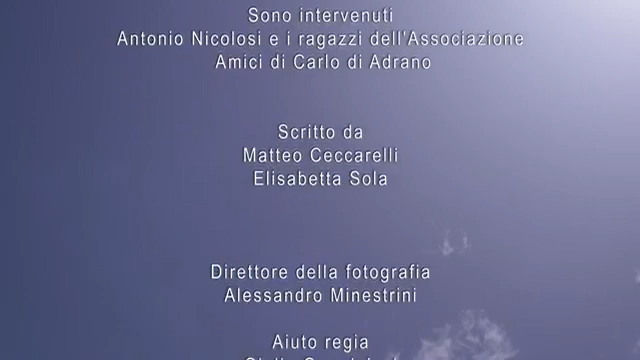 Sono intervenuti
Antonio Nicolosi e i ragazzi dell'Associazione
Amici di Carlo di Adrano
Scritto da
Matteo Ceccarelli
Elisabetta Sola
Direttore della fotografia
Alessandro Minestrini
Aiuto regia